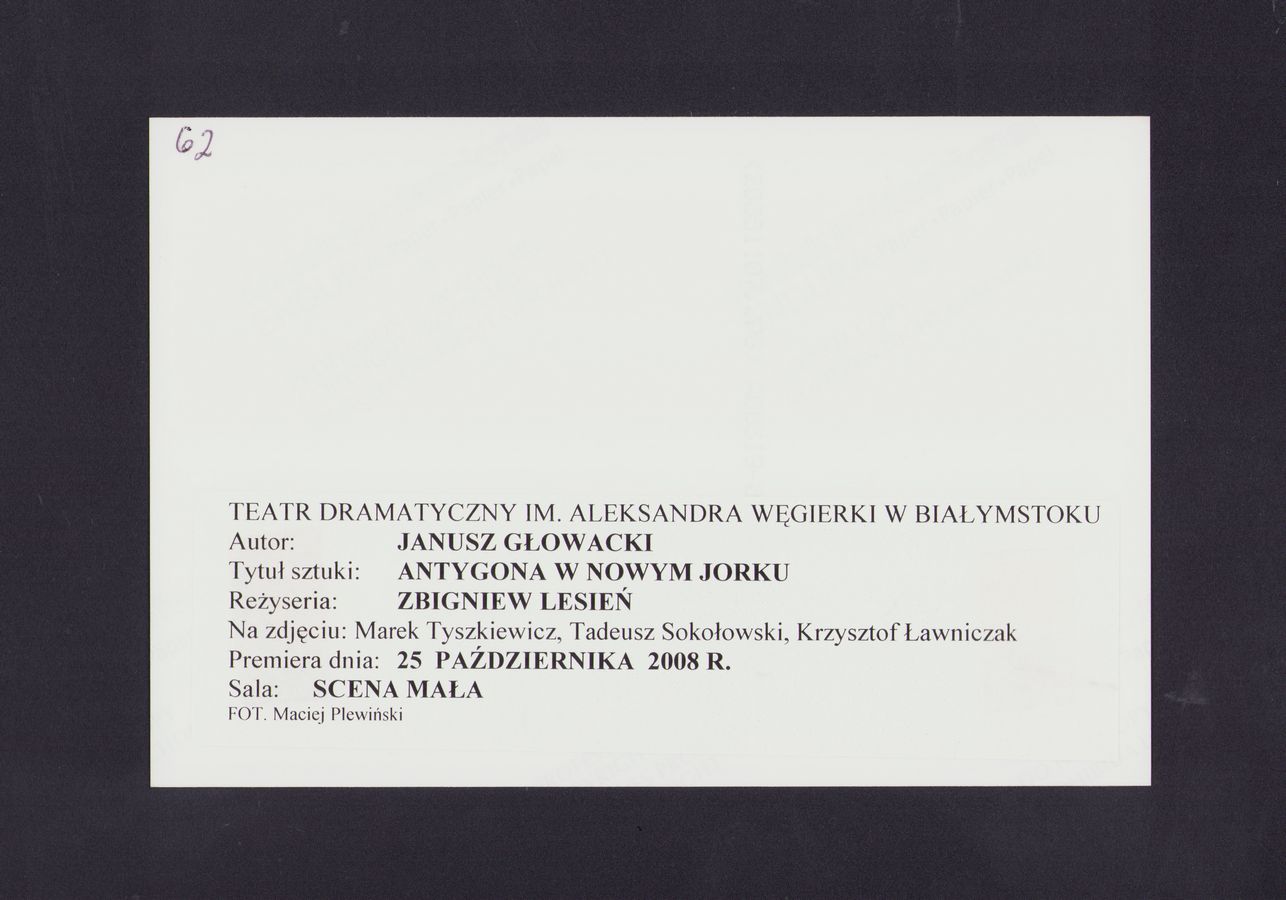 62
TEATR DRAMATYCZNY IM. ALEKSANDRA WĘGIERKI W BIAŁYMSTOKU
Autor: JANUSZ GŁOWACKI
Tytuł sztuki: ANTYGONA W NOWYM JORKU
Reżyseria: ZBIGNIEW LESIEŃ
Na zdjęciu: Marek Tyszkiewicz, Tadeusz Sokołowski, Krzysztof Ławniczak
Premiera dnia: 25 PAŹDZIERNIKA 2008 R.
Sala: SCENA MAŁA
FOT. Maciej Plewiński